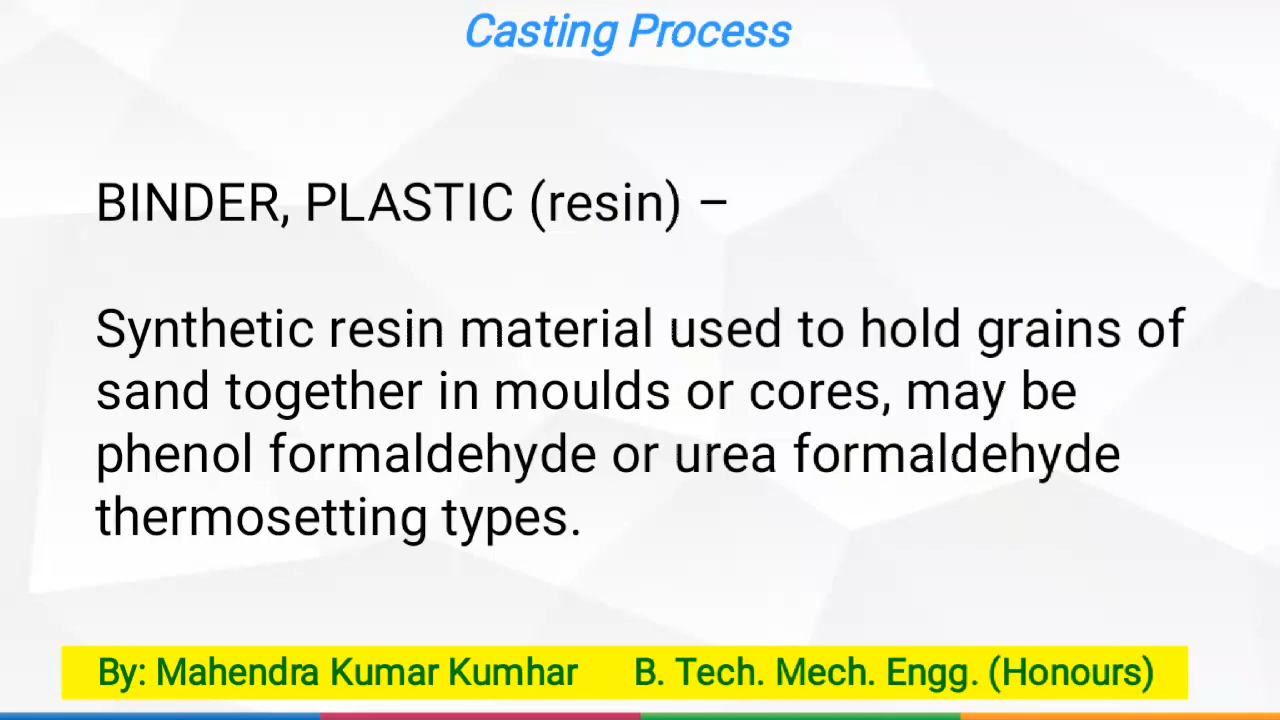 Casting Process
BINDER, PLASTIC (resin) –
Synthetic resin material used to hold grains of
sand together in moulds or cores, may be
phenol formaldehyde or urea formaldehyde
thermosetting types.
By: Mahendra Kumar Kumhar B. Tech. Mech. Engg. (Honours)